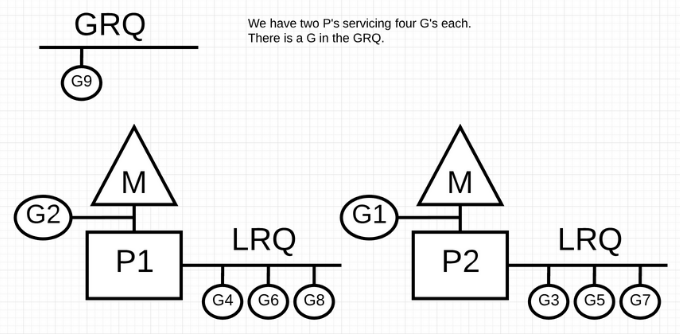 GRQ
We have two P's servicing four G's each.
There is a G in the GRQ.
G9
M
G2
P1
LRQ
G4 G6 G8
M
G1
P2
LRQ
G3 G5 G7